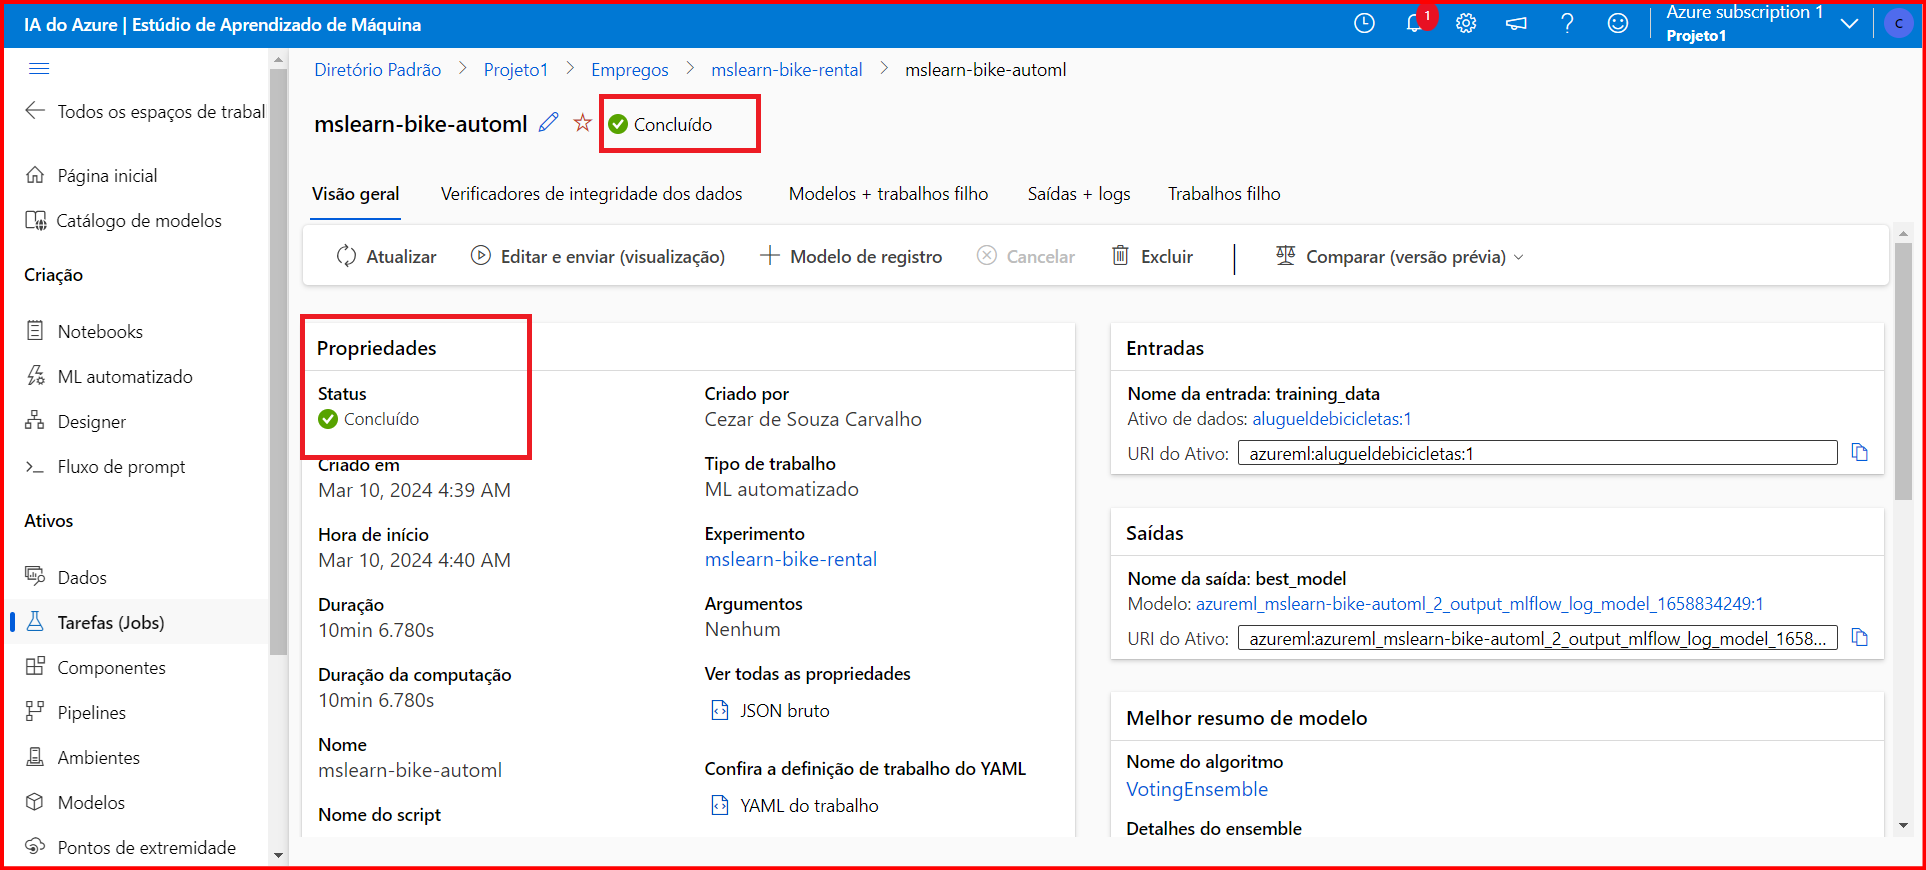 IA do Azure | Estúdio de Aprendizado de Máquina
1
Azure subscription 1
Projeto1
C
Todos os espaços de trabal
Página inicial
Catálogo de modelos
Criação
Notebooks
ML automatizado
Designer
Fluxo de prompt
Ativos
Dados
Tarefas (Jobs)
Componentes
Pipelines
Ambientes
Modelos
Pontos de extremidade
Diretório Padrão > Projeto1 > Empregos > mslearn-bike-rental > mslearn-bike-automl
mslearn-bike-automl
Concluído
Visão geral Verificadores de integridade dos dados Modelos + trabalhos filho Saídas + logs Trabalhos filho
Atualizar Editar e enviar (visualização) Modelo de registro Cancelar Excluir Comparar (versão prévia)
Propriedades
Status
Concluído
Criado em
Mar 10, 2024 4:39 AM
Hora de início
Mar 10, 2024 4:40 AM
Duração
10min 6.780s
Duração da computação
10min 6.780s
Nome
mslearn-bike-automl
Nome do script
Criado por
Cezar de Souza Carvalho
Tipo de trabalho
ML automatizado
Experimento
mslearn-bike-rental
Argumentos
Nenhum
Ver todas as propriedades
JSON bruto
Confira a definição de trabalho do YAML
YAML do trabalho
Entradas
Nome da entrada: training_data
Ativo de dados: alugueldebicicletas:1
URI do Ativo: azureml:alugueldebicicletas:1
Saídas
Nome da saída: best_model
Modelo: azureml_mslearn-bike-automl_2_output_mlflow_log_model_1658834249:1
URI do Ativo: azureml:azureml_mslearn-bike-automl_2_output_mlflow_log_model_1658...
Melhor resumo de modelo
Nome do algoritmo
VotingEnsemble
Detalhes do ensemble